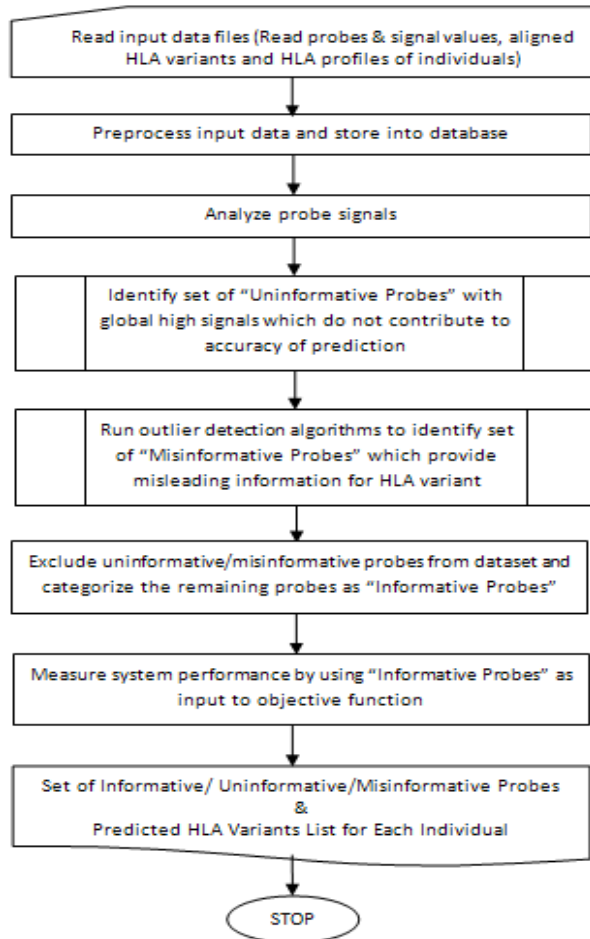 Read input data files (Read probes & signal values, aligned
HLA variants and HLA profiles of individuals)
Preprocess input data and store into database
Analyze probe signals
Identify set of “Uninformative Probes” with
global high signals which do not contribute to
accuracy of prediction
Run outlier detection algorithms to identify set
of “Misinformative Probes” which provide
misleading information for HLA variant
Exclude uninformative/misinformative probes from dataset and
categorize the remaining probes as “Informative Probes”
Measure system performance by using “Informative Probes” as
input to objective function
Set of Informative/ Uninformative/Misinformative Probes
&
Predicted HLA Variants List for Each Individual
STOP